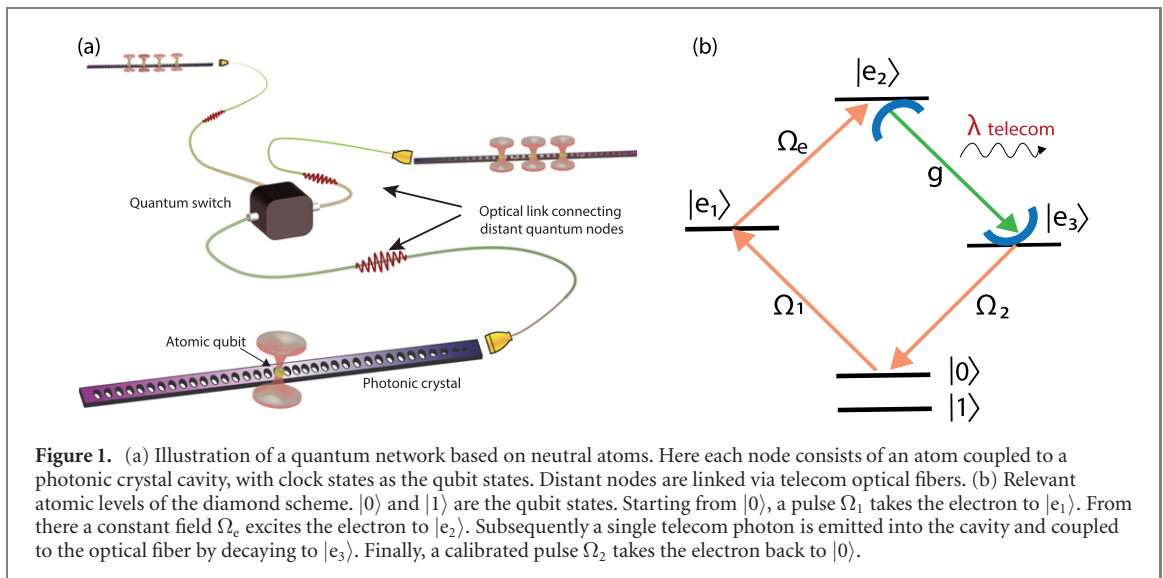 (a)
Quantum switch
Optical link connecting
distant quantum nodes
Atomic qubit
Photonic crystal
(b)
|e₂⟩
λ telecom
Ωₑ
g
|e₁⟩
|e₃⟩
Ω₁
Ω₂
|0⟩
|1⟩
Figure 1. (a) Illustration of a quantum network based on neutral atoms. Here each node consists of an atom coupled to a
photonic crystal cavity, with clock states as the qubit states. Distant nodes are linked via telecom optical fibers. (b) Relevant
atomic levels of the diamond scheme. |0⟩ and |1⟩ are the qubit states. Starting from |0⟩, a pulse Ω₁ takes the electron to |e₁⟩. From
there a constant field Ωₑ excites the electron to |e₂⟩. Subsequently a single telecom photon is emitted into the cavity and coupled
to the optical fiber by decaying to |e₃⟩. Finally, a calibrated pulse Ω₂ takes the electron back to |0⟩.